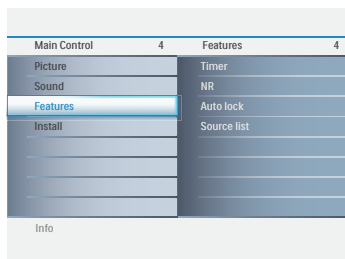 Main Control 4 Features 4
Picture Timer
Sound NR
Features Auto lock
Install Source list
Info